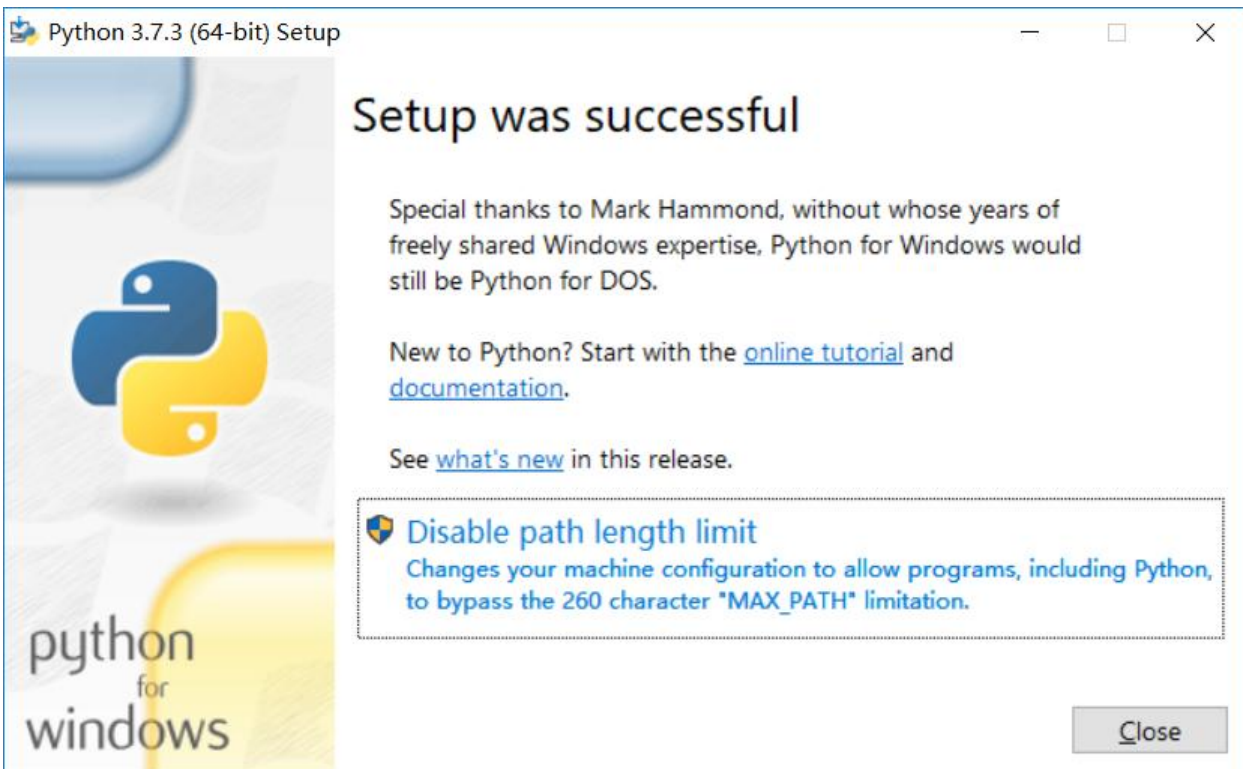 Python 3.7.3 (64-bit) Setup
Setup was successful
Special thanks to Mark Hammond, without whose years of
freely shared Windows expertise, Python for Windows would
still be Python for DOS.
New to Python? Start with the online tutorial and
documentation.
See what's new in this release.
Disable path length limit
Changes your machine configuration to allow programs, including Python,
to bypass the 260 character "MAX_PATH" limitation.
python
for
windows
Close